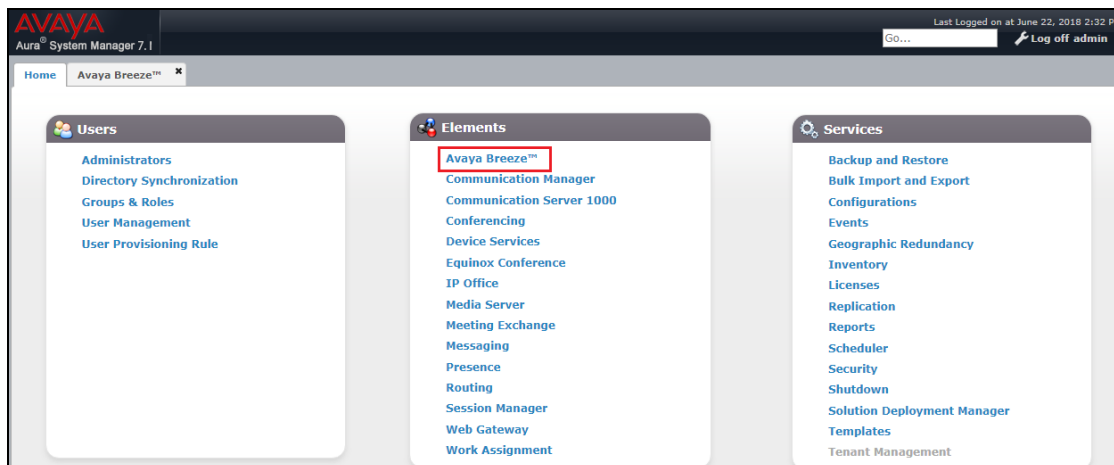 AVAYA
Aura® System Manager 7.1
Last Logged on at June 22, 2018 2:32 P
Go...
Log off admin
Home
Avaya Breeze™ ×
Users
Administrators
Directory Synchronization
Groups & Roles
User Management
User Provisioning Rule
Elements
Avaya Breeze™
Communication Manager
Communication Server 1000
Conferencing
Device Services
Equinox Conference
IP Office
Media Server
Meeting Exchange
Messaging
Presence
Routing
Session Manager
Web Gateway
Work Assignment
Services
Backup and Restore
Bulk Import and Export
Configurations
Events
Geographic Redundancy
Inventory
Licenses
Replication
Reports
Scheduler
Security
Shutdown
Solution Deployment Manager
Templates
Tenant Management